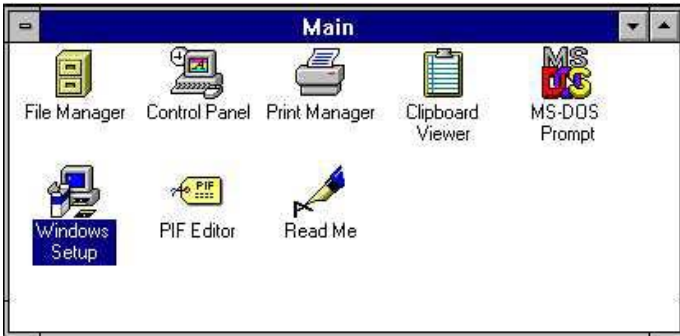 Main
File Manager
Control Panel
Print Manager
Clipboard
Viewer
MS
DOS
MS-DOS
Prompt
Windows
Setup
PIF
PIF Editor
Read Me